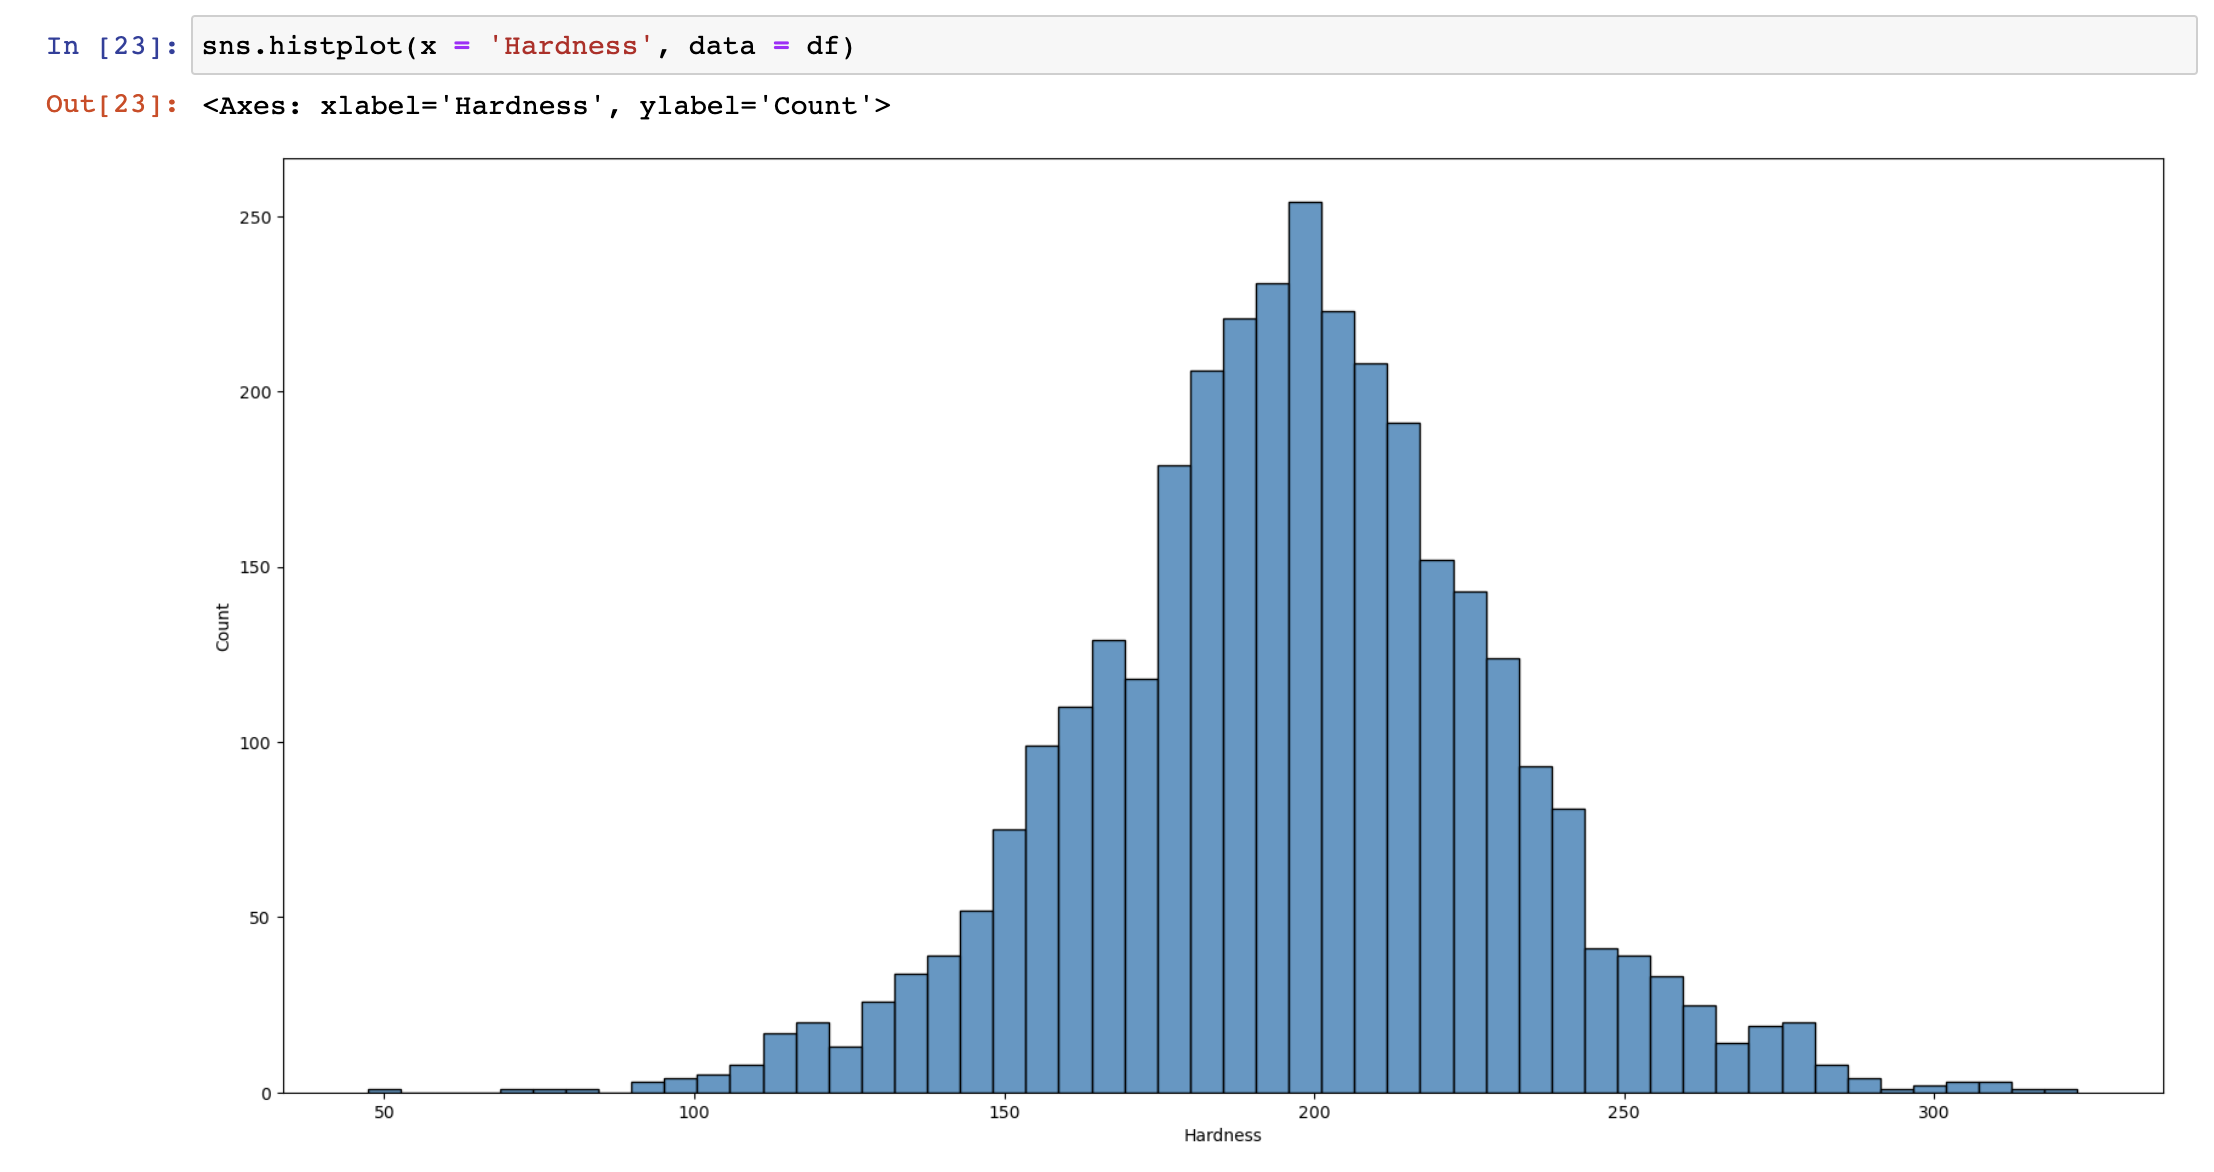 In [23]: sns.histplot(x = 'Hardness', data = df)
Out[23]: <Axes: xlabel='Hardness', ylabel='Count'>
250
200
150
100
50
0
Count
50 100 150 200 250 300
Hardness